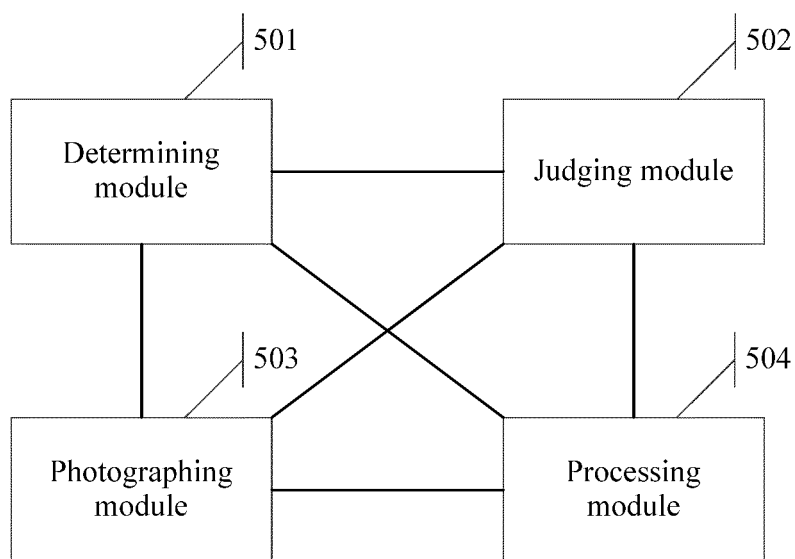 501
502
Determining
module
Judging module
503
504
Photographing
module
Processing
module